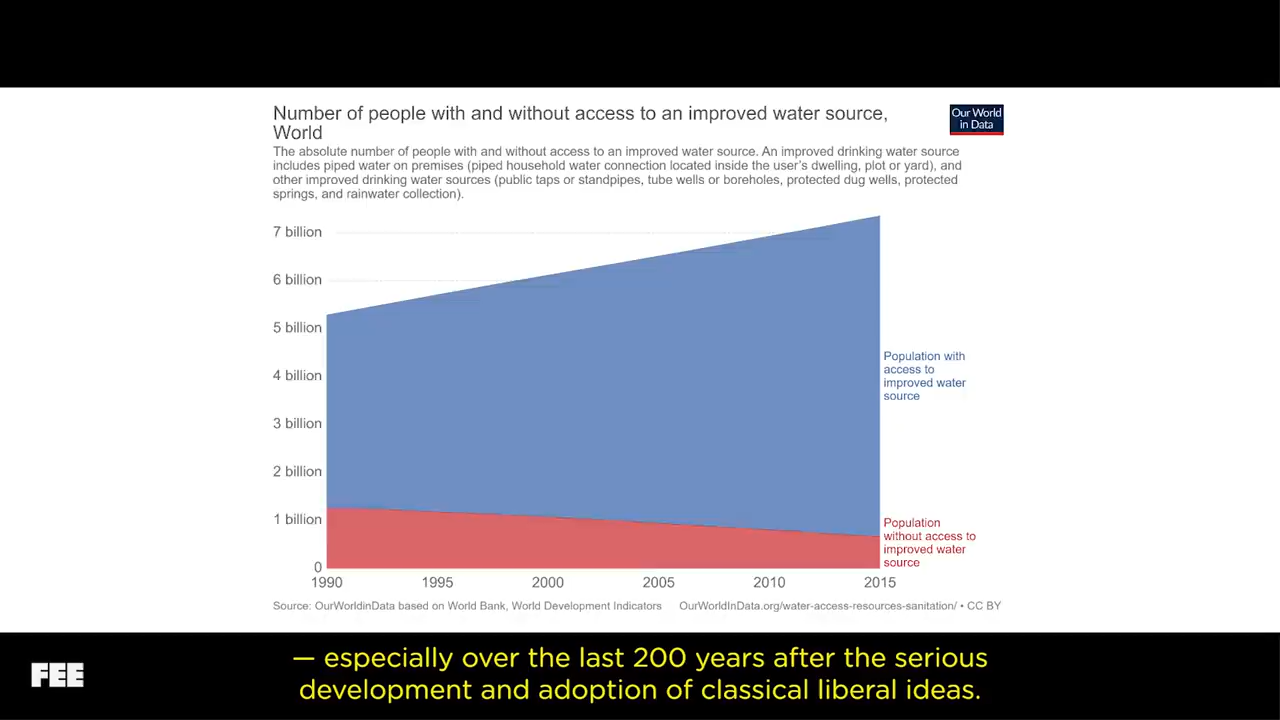 Number of people with and without access to an improved water source,
World
Our World
in Data
The absolute number of people with and without access to an improved water source. An improved drinking water source
includes piped water on premises (piped household water connection located inside the user's dwelling, plot or yard), and
other improved drinking water sources (public taps or standpipes, tube wells or boreholes, protected dug wells, protected
springs, and rainwater collection).
7 billion
6 billion
5 billion
4 billion
3 billion
2 billion
1 billion
0
Population with
access to
improved water
source
Population
without access to
improved water
source
1990
1995
2000
2005
2010
2015
Source: OurWorldinData based on World Bank, World Development Indicators
OurWorldInData.org/water-access-resources-sanitation/ • CC BY
FEE
— especially over the last 200 years after the serious
development and adoption of classical liberal ideas.